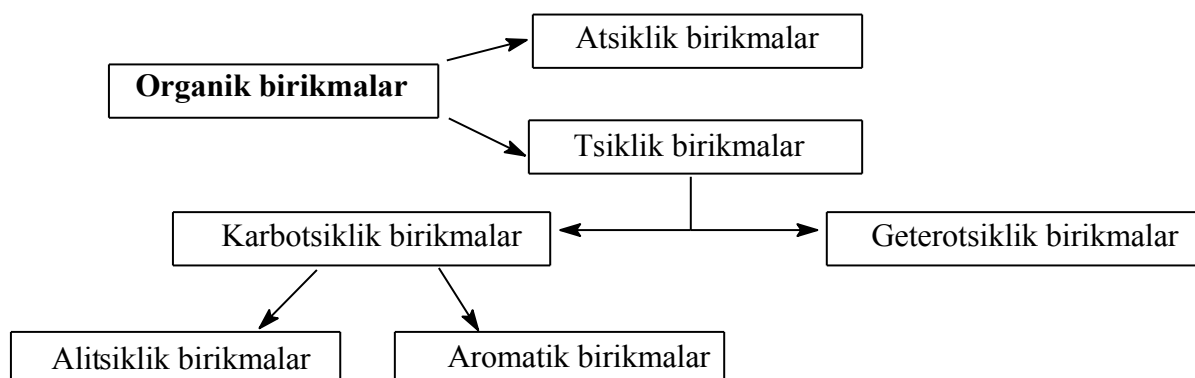 Atsiklik birikmalar
Organik birikmalar
Tsiklik birikmalar
Karbotsiklik birikmalar
Geterotsiklik birikmalar
Alitsiklik birikmalar
Aromatik birikmalar